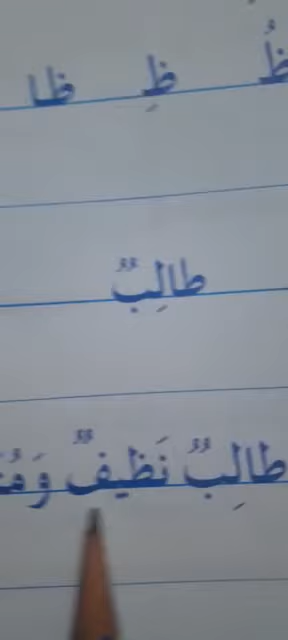 ظُ ظِ ظا
طالِبٌ
طالِبٌ نَظيفٌ